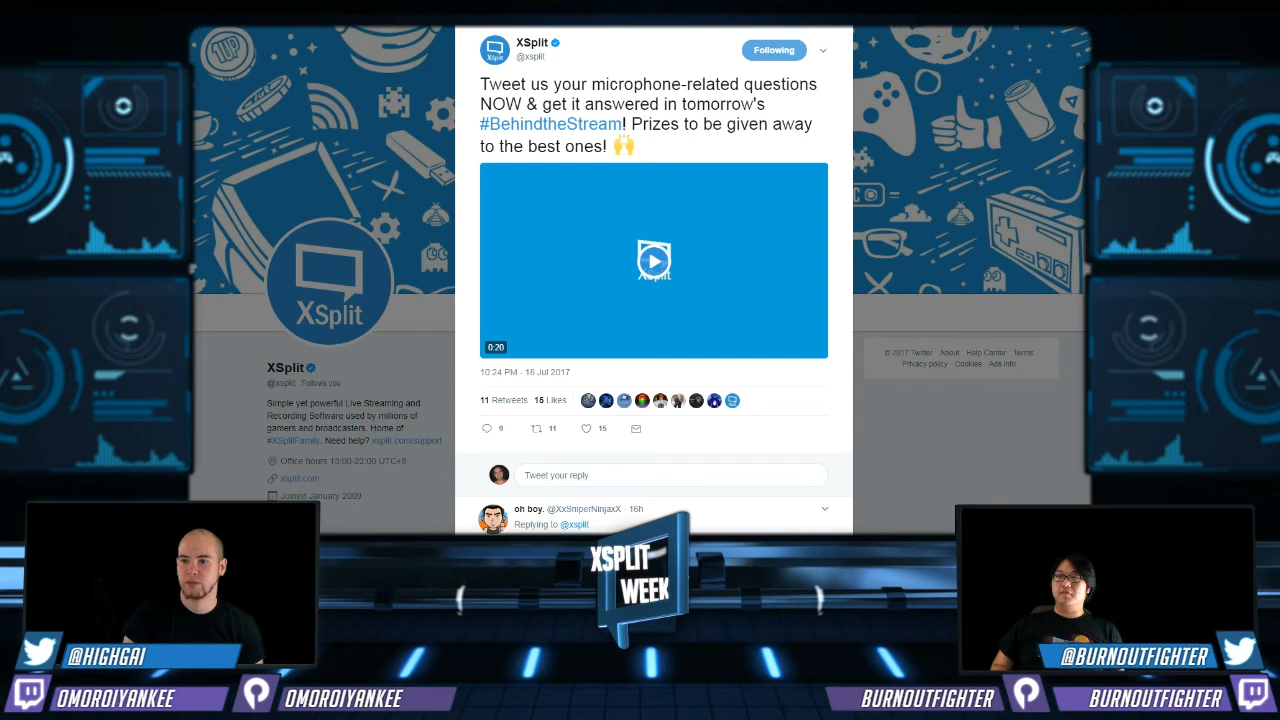 1UP
XSplit
XSplit
@xsplit
Following
Tweet us your microphone-related questions
NOW & get it answered in tomorrow's
#BehindtheStream! Prizes to be given away
to the best ones! 🙌
XSplit
0:20
10:24 PM - 18 Jul 2017
11 Retweets 15 Likes
9 11 15
Tweet your reply
oh boy. @XxSniperNinjaxX · 16h
Replying to @xsplit
XSplit
XSplit
@xsplit Follows you
Simple yet powerful Live Streaming and
Recording Software used by millions of
gamers and broadcasters. Home of
#XSplitFamily. Need help? xsplit.com/support
Office hours 13:00-22:00 UTC+8
xsplit.com
Joined January 2009
© 2017 Twitter About Help Center Terms
Privacy policy Cookies Ads info
XSPLIT
WEEK
@HIGHGAI
OMOROIYANKEE
OMOROIYANKEE
@BURNOUTFIGHTER
BURNOUTFIGHTER
BURNOUTFIGHTER